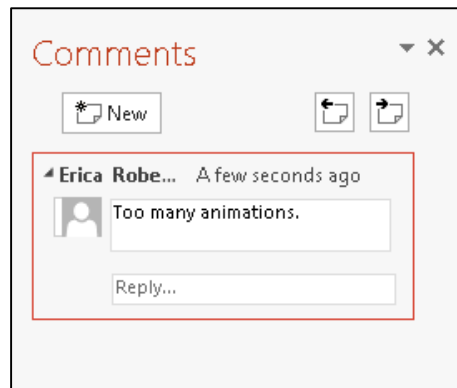 Comments
New
Erica Robe... A few seconds ago
Too many animations.
Reply...